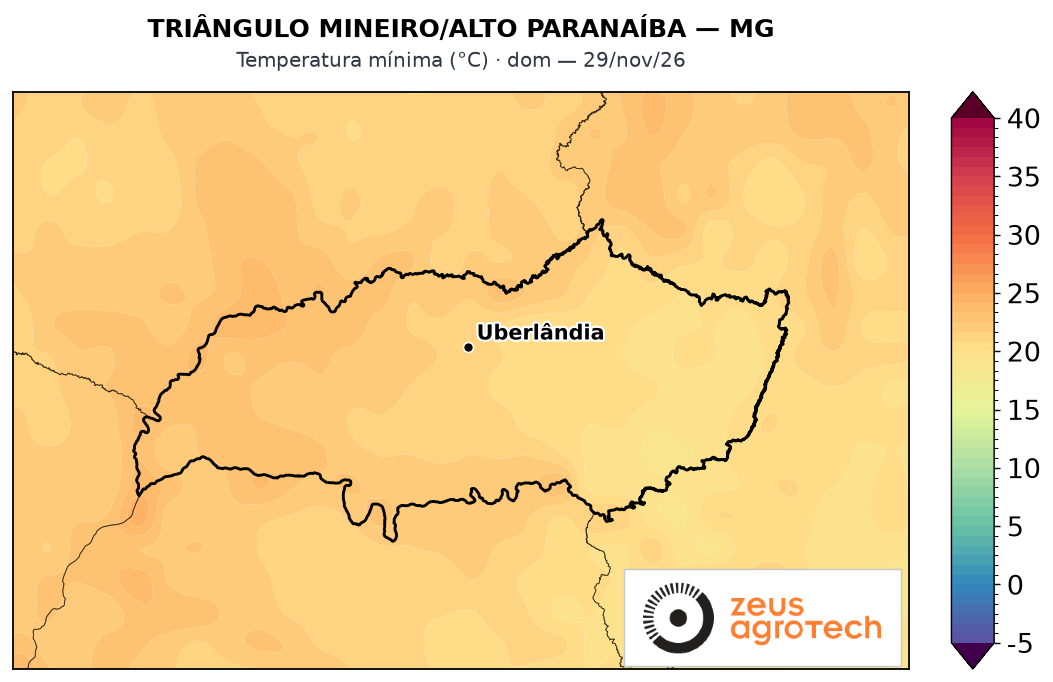 TRIÂNGULO MINEIRO/ALTO PARANAÍBA — MG
Temperatura mínima (°C) · dom — 29/nov/26
Uberlândia
40
35
30
25
20
15
10
5
0
-5
zeus
agrotech